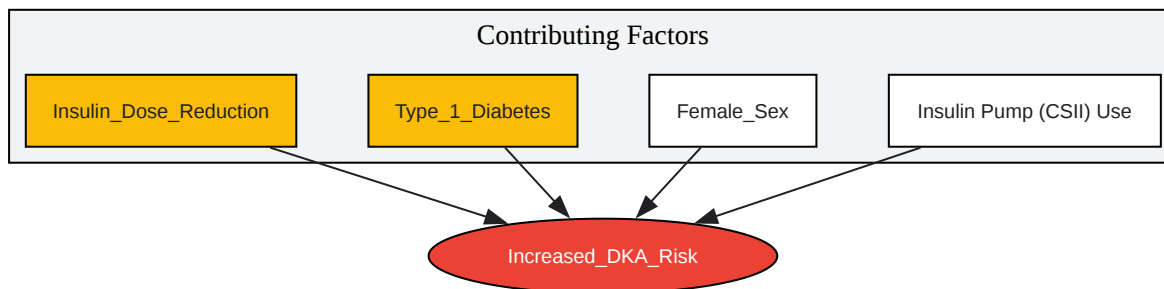 Contributing Factors
Insulin_Dose_Reduction
Type_1_Diabetes
Female_Sex
Insulin Pump (CSII) Use
Increased_DKA_Risk